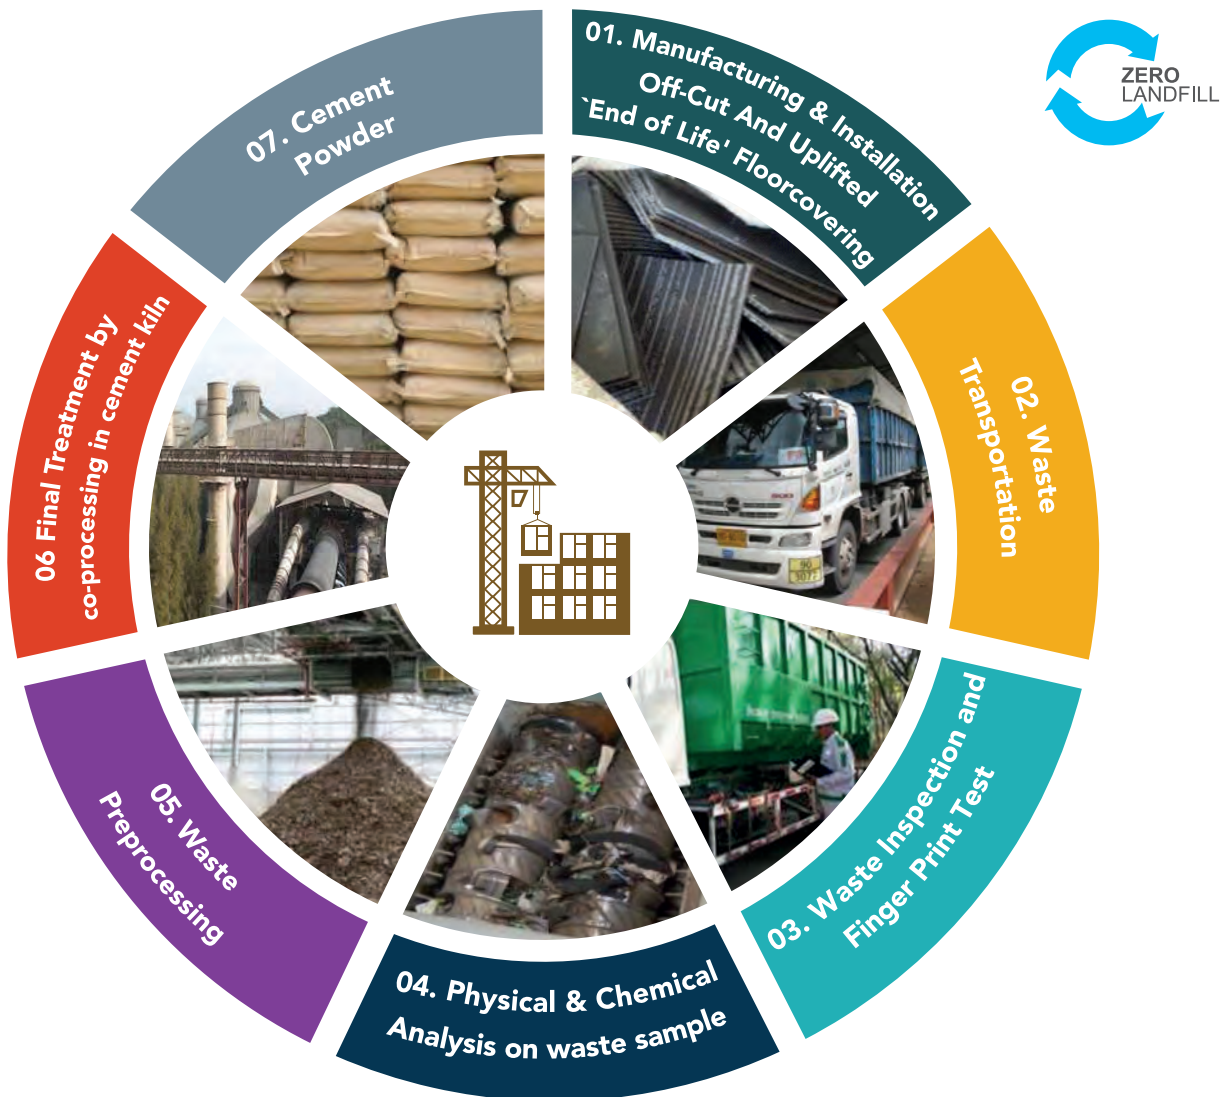 01. Manufacturing & Installation
Off-Cut And Uplifted
`End of Life' Floorcovering
ZERO
LANDFILL
02. Waste
Transportation
03. Waste Inspection and
Finger Print Test
04. Physical & Chemical
Analysis on waste sample
05. Waste
Preprocessing
06 Final Treatment by
co-processing in cement kiln
07. Cement
Powder